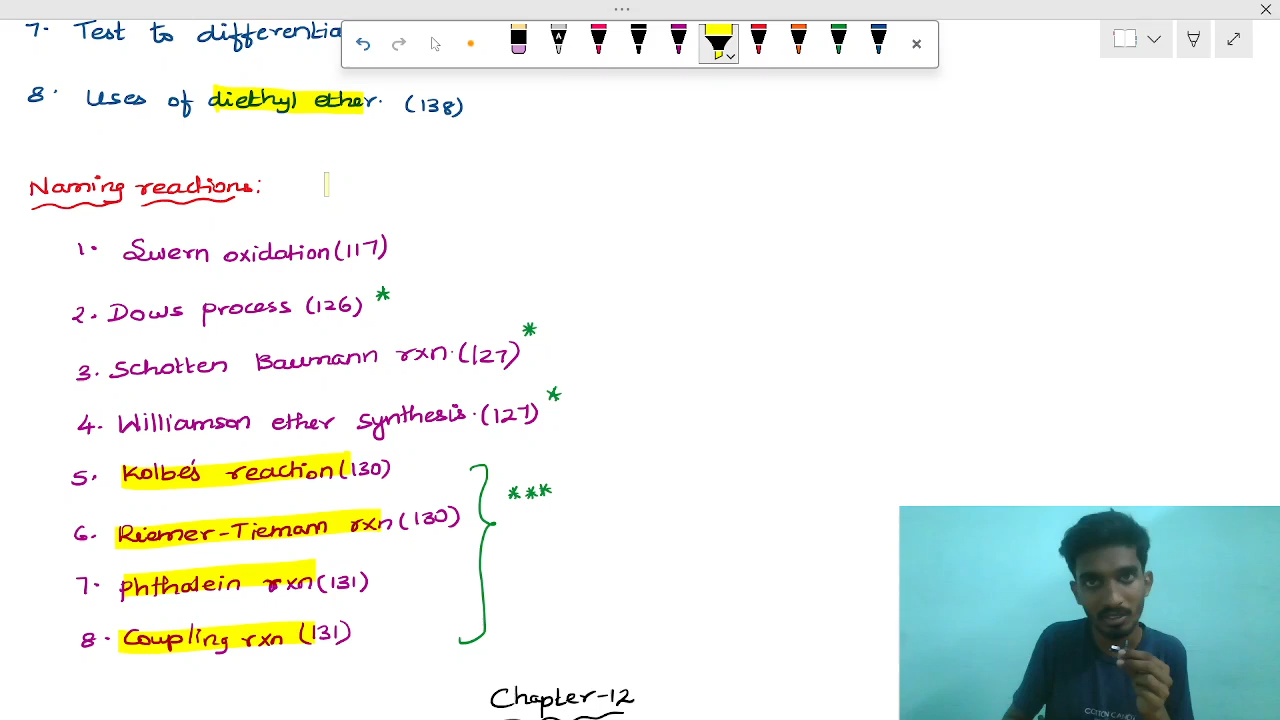 7. Test to differentia
8. Uses of diethyl ether. (138)
Naming reactions:
1. Swern oxidation (117)
2. Dows process (126) *
3. Schotten Baumann rxn. (127) *
4. Williamson ether synthesis. (127) *
5. Kolbe's reaction (130)
***
6. Riemer-Tiemann rxn (130)
7. phthalein rxn (131)
8. Coupling rxn (131)
Chapter-12